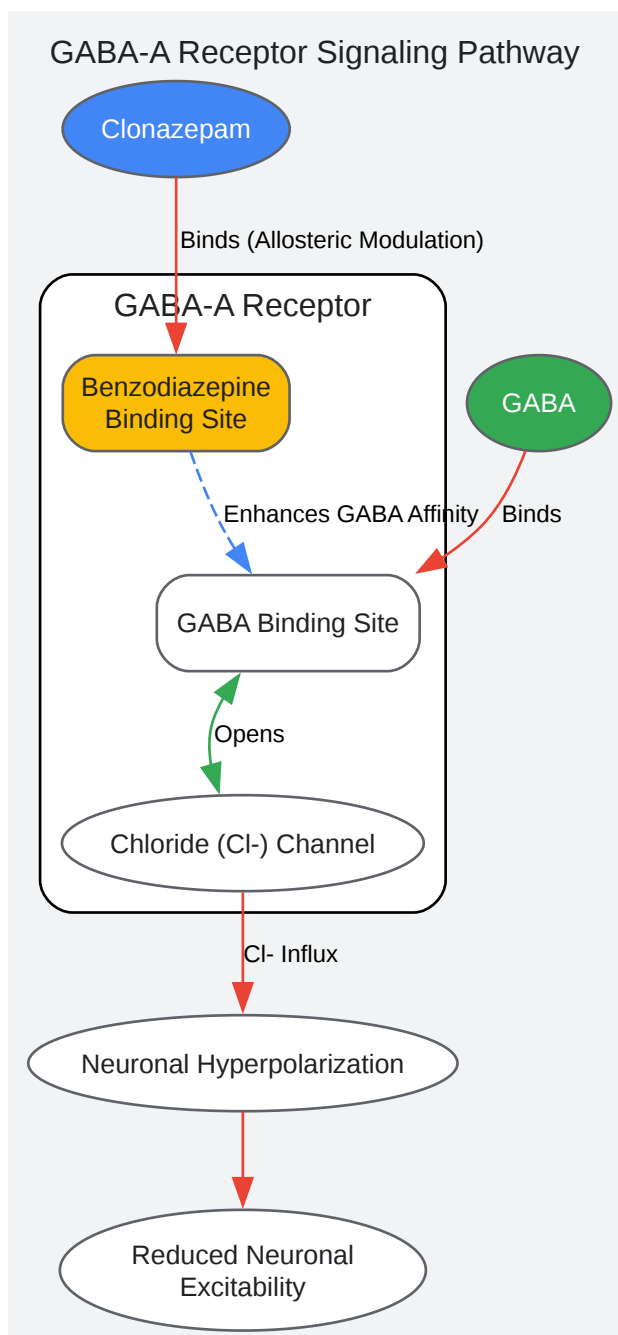 GABA-A Receptor Signaling Pathway
Clonazepam
Binds (Allosteric Modulation)
GABA-A Receptor
Benzodiazepine
Binding Site
GABA
Enhances GABA Affinity
Binds
GABA Binding Site
Opens
Chloride (Cl-) Channel
Cl- Influx
Neuronal Hyperpolarization
Reduced Neuronal
Excitability